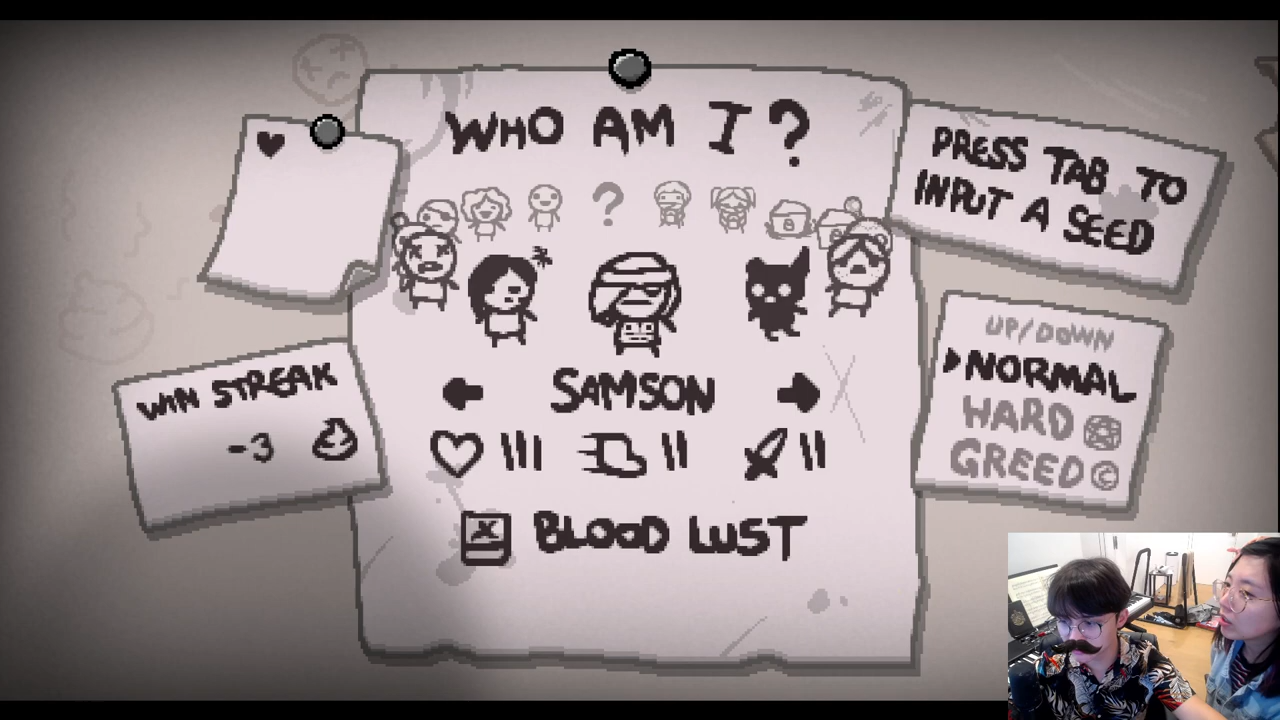 WHO AM I?
PRESS TAB TO
INPUT A SEED
WIN STREAK
-3
SAMSON
BLOOD LUST
UP/DOWN
NORMAL
HARD
GREED